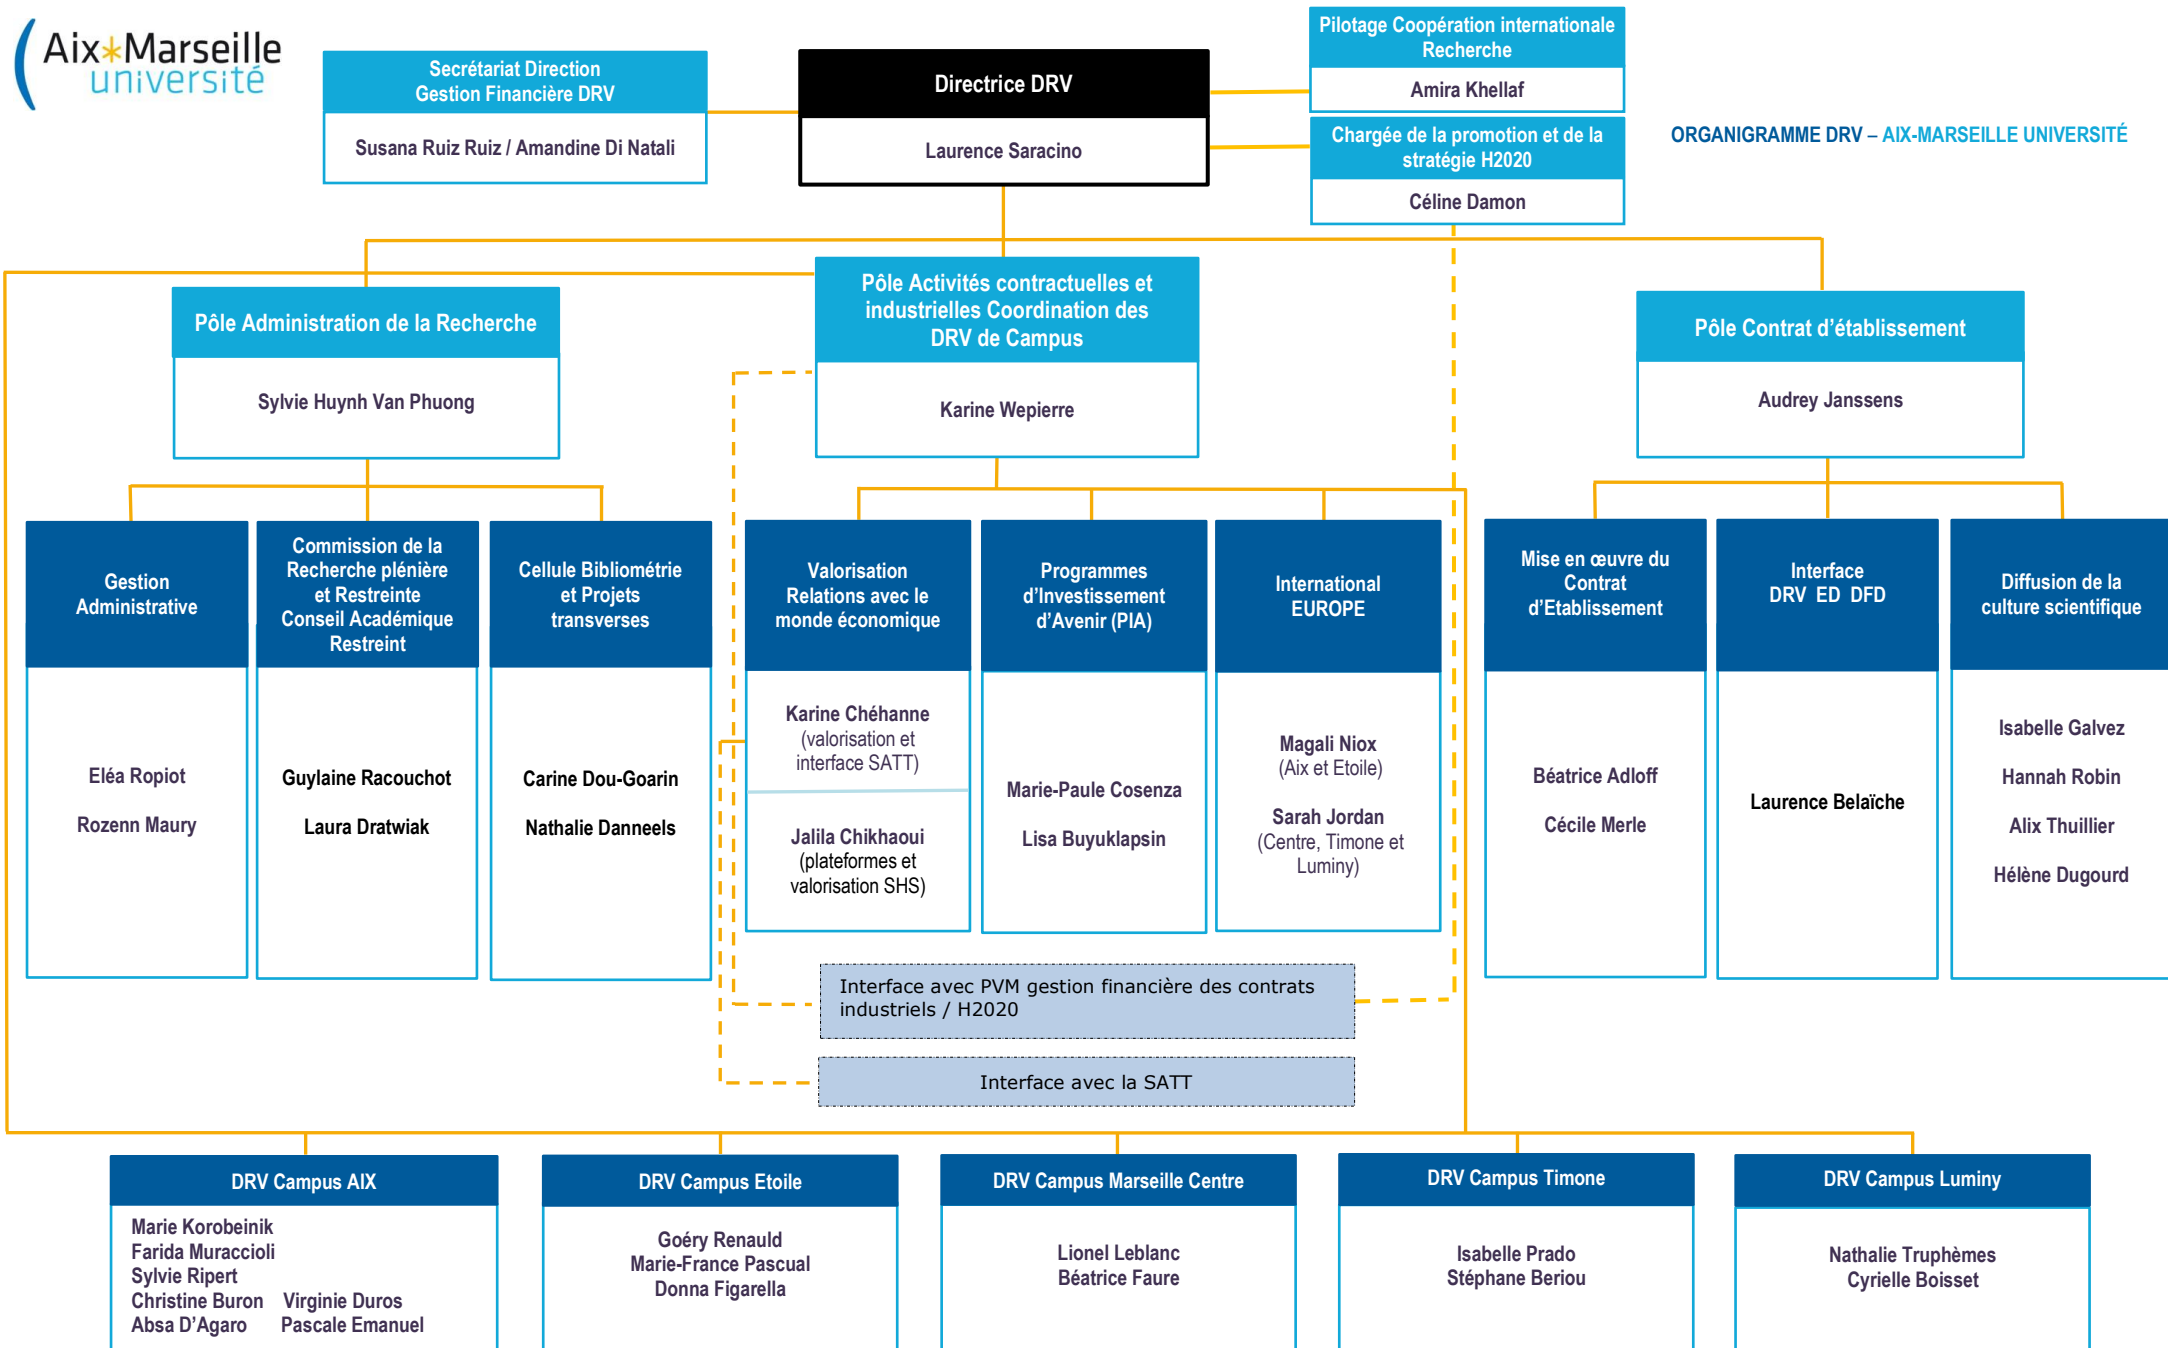 Aix*Marseille
université
Secrétariat Direction
Gestion Financière DRV
Susana Ruiz Ruiz / Amandine Di Natali
Directrice DRV
Laurence Saracino
Pilotage Coopération internationale
Recherche
Amira Khellaf
Chargée de la promotion et de la
stratégie H2020
Céline Damon
ORGANIGRAMME DRV – AIX-MARSEILLE UNIVERSITÉ
Pôle Administration de la Recherche
Sylvie Huynh Van Phuong
Pôle Activités contractuelles et
industrielles Coordination des
DRV de Campus
Karine Wepierre
Pôle Contrat d’établissement
Audrey Janssens
Gestion
Administrative
Eléa Ropiot
Rozenn Maury
Commission de la
Recherche plénière
et Restreinte
Conseil Académique
Restreint
Guylaine Racouchot
Laura Dratwiak
Cellule Bibliométrie
et Projets
transverses
Carine Dou-Goarin
Nathalie Danneels
Valorisation
Relations avec le
monde économique
Karine Chéhanne
(valorisation et
interface SATT)
Jalila Chikhaoui
(plateformes et
valorisation SHS)
Programmes
d’Investissement
d’Avenir (PIA)
Marie-Paule Cosenza
Lisa Buyuklapsin
International
EUROPE
Magali Niox
(Aix et Etoile)
Sarah Jordan
(Centre, Timone et
Luminy)
Mise en œuvre du
Contrat
d’Etablissement
Béatrice Adloff
Cécile Merle
Interface
DRV ED DFD
Laurence Belaïche
Diffusion de la
culture scientifique
Isabelle Galvez
Hannah Robin
Alix Thuillier
Hélène Dugourd
Interface avec PVM gestion financière des contrats
industriels / H2020
Interface avec la SATT
DRV Campus AIX
Marie Korobeinik
Farida Muraccioli
Sylvie Ripert
Christine Buron Virginie Duros
Absa D’Agaro Pascale Emanuel
DRV Campus Etoile
Goéry Renauld
Marie-France Pascual
Donna Figarella
DRV Campus Marseille Centre
Lionel Leblanc
Béatrice Faure
DRV Campus Timone
Isabelle Prado
Stéphane Beriou
DRV Campus Luminy
Nathalie Truphèmes
Cyrielle Boisset